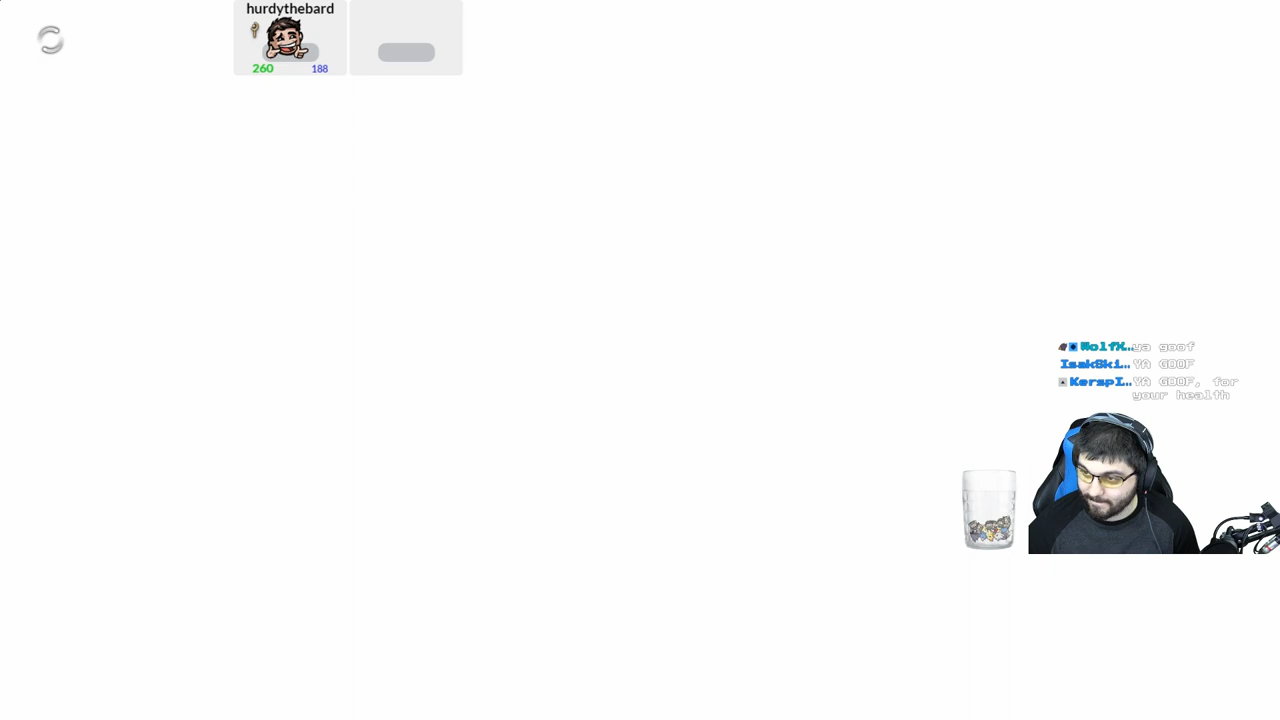 hurdythebard
260 188
WolfX… ya goof
IsakSki… YA GOOF
KerspI… YA GOOF, for
your health